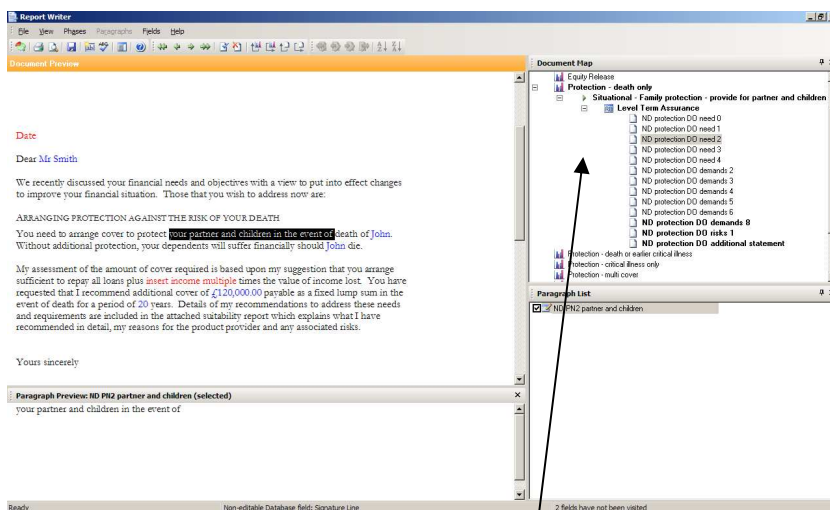 Report Writer
File View Phases Paragraphs Fields Help
Document Preview
Date
Dear Mr Smith
We recently discussed your financial needs and objectives with a view to put into effect changes
to improve your financial situation. Those that you wish to address now are:
ARRANGING PROTECTION AGAINST THE RISK OF YOUR DEATH
You need to arrange cover to protect your partner and children in the event of death of John.
Without additional protection, your dependents will suffer financially should John die.
My assessment of the amount of cover required is based upon my suggestion that you arrange
sufficient to repay all loans plus insert income multiple times the value of income lost. You have
requested that I recommend additional cover of £120,000.00 payable as a fixed lump sum in the
event of death for a period of 20 years. Details of my recommendations to address these needs
and requirements are included in the attached suitability report which explains what I have
recommended in detail, my reasons for the product provider and any associated risks.
Yours sincerely
Paragraph Preview: ND PN2 partner and children (selected)
your partner and children in the event of
Document Map
Equity Release
Protection - death only
Situational - Family protection - provide for partner and children
Level Term Assurance
ND protection DO need 0
ND protection DO need 1
ND protection DO need 2
ND protection DO need 3
ND protection DO need 4
ND protection DO demands 2
ND protection DO demands 3
ND protection DO demands 4
ND protection DO demands 5
ND protection DO demands 6
ND protection DO demands 8
ND protection DO risks 1
ND protection DO additional statement
Protection - death or earlier critical illness
Protection - critical illness only
Protection - multi cover
Paragraph List
ND PN2 partner and children
Ready Non-editable Database field: Signature Line 2 fields have not been visited